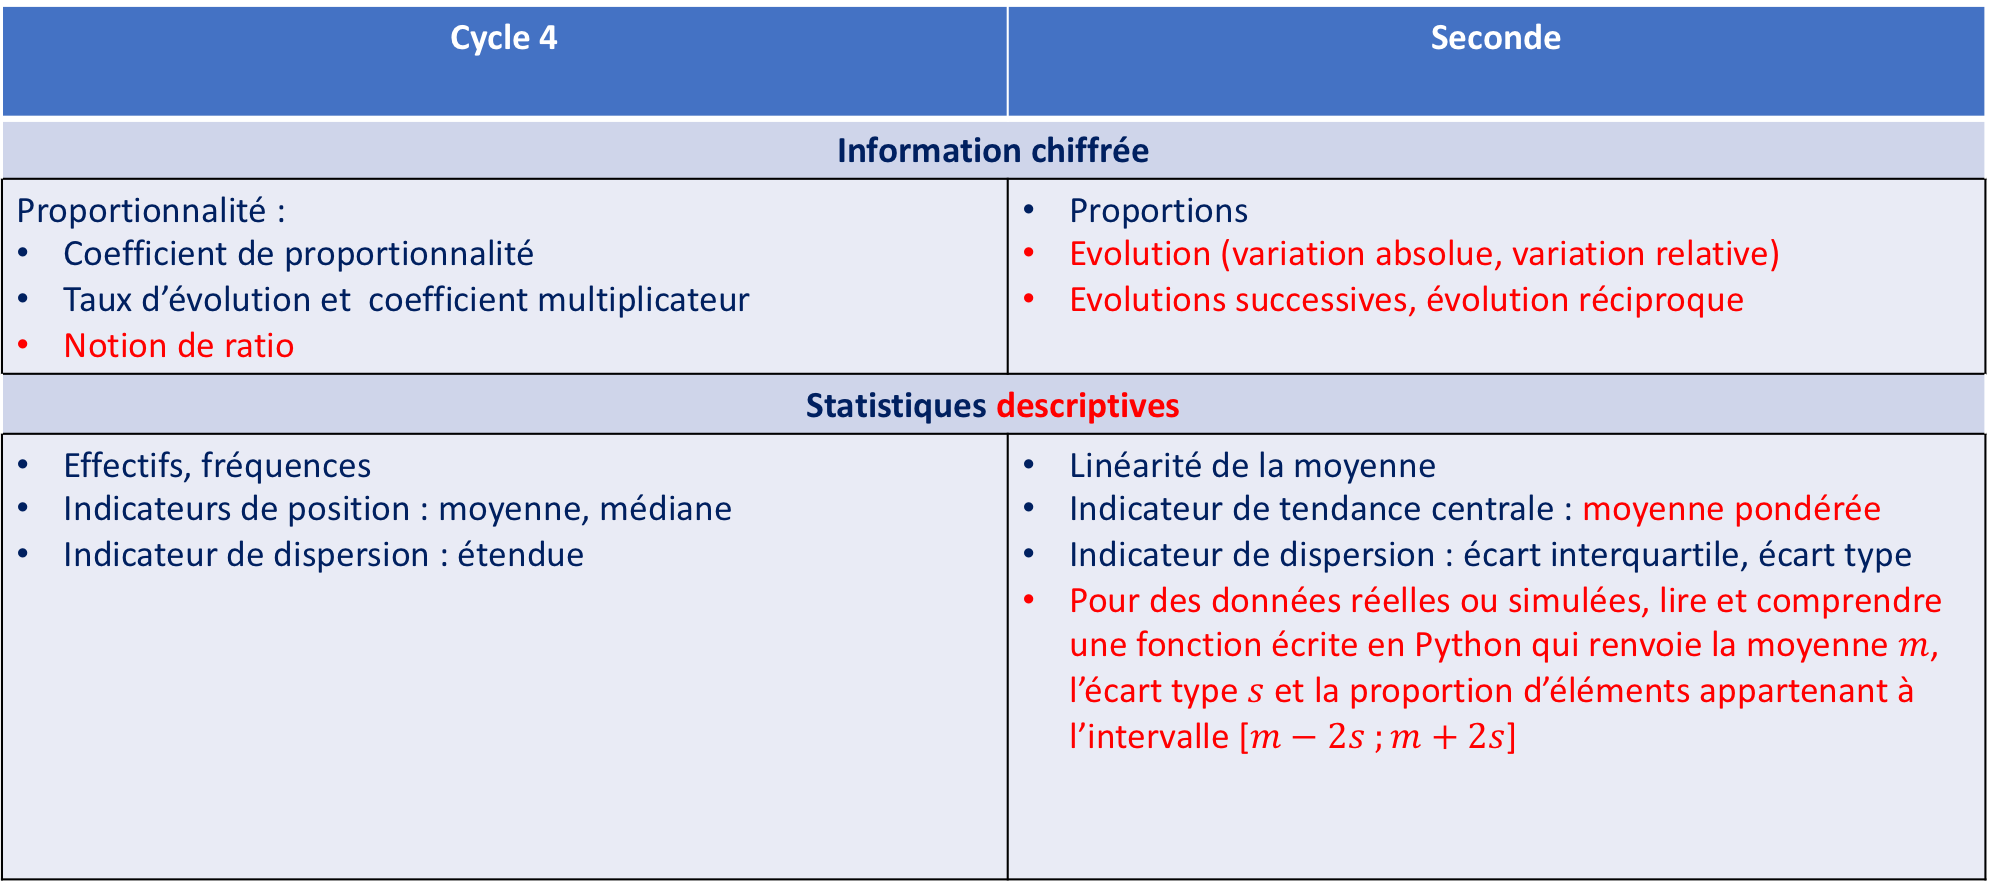 Cycle 4
Seconde
Information chiffrée
Proportionnalité :
• Coefficient de proportionnalité
• Taux d’évolution et coefficient multiplicateur
• Notion de ratio
• Proportions
• Evolution (variation absolue, variation relative)
• Evolutions successives, évolution réciproque
Statistiques descriptives
• Effectifs, fréquences
• Indicateurs de position : moyenne, médiane
• Indicateur de dispersion : étendue
• Linéarité de la moyenne
• Indicateur de tendance centrale : moyenne pondérée
• Indicateur de dispersion : écart interquartile, écart type
• Pour des données réelles ou simulées, lire et comprendre
une fonction écrite en Python qui renvoie la moyenne m,
l’écart type s et la proportion d’éléments appartenant à
l’intervalle [m − 2s ; m + 2s]